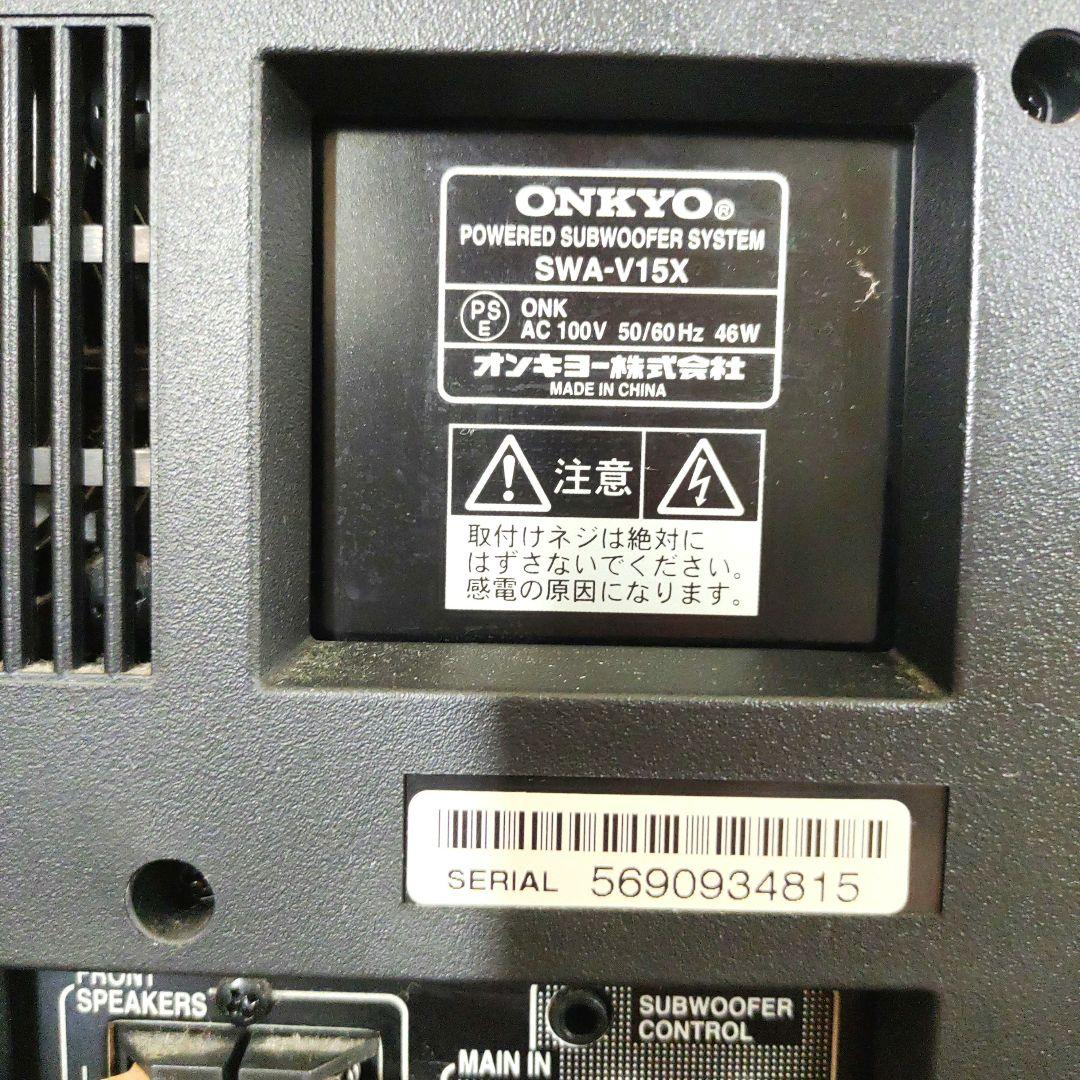 ONKYO®
POWERED SUBWOOFER SYSTEM
SWA-V15X
PS
E
ONK
AC 100V 50/60Hz 46W
オンキヨー株式会社
MADE IN CHINA
注意
取付けネジは絶対に
はずさないでください。
感電の原因になります。
SERIAL 5690934815
FRONT
SPEAKERS
L
SUBWOOFER
CONTROL
MAIN IN